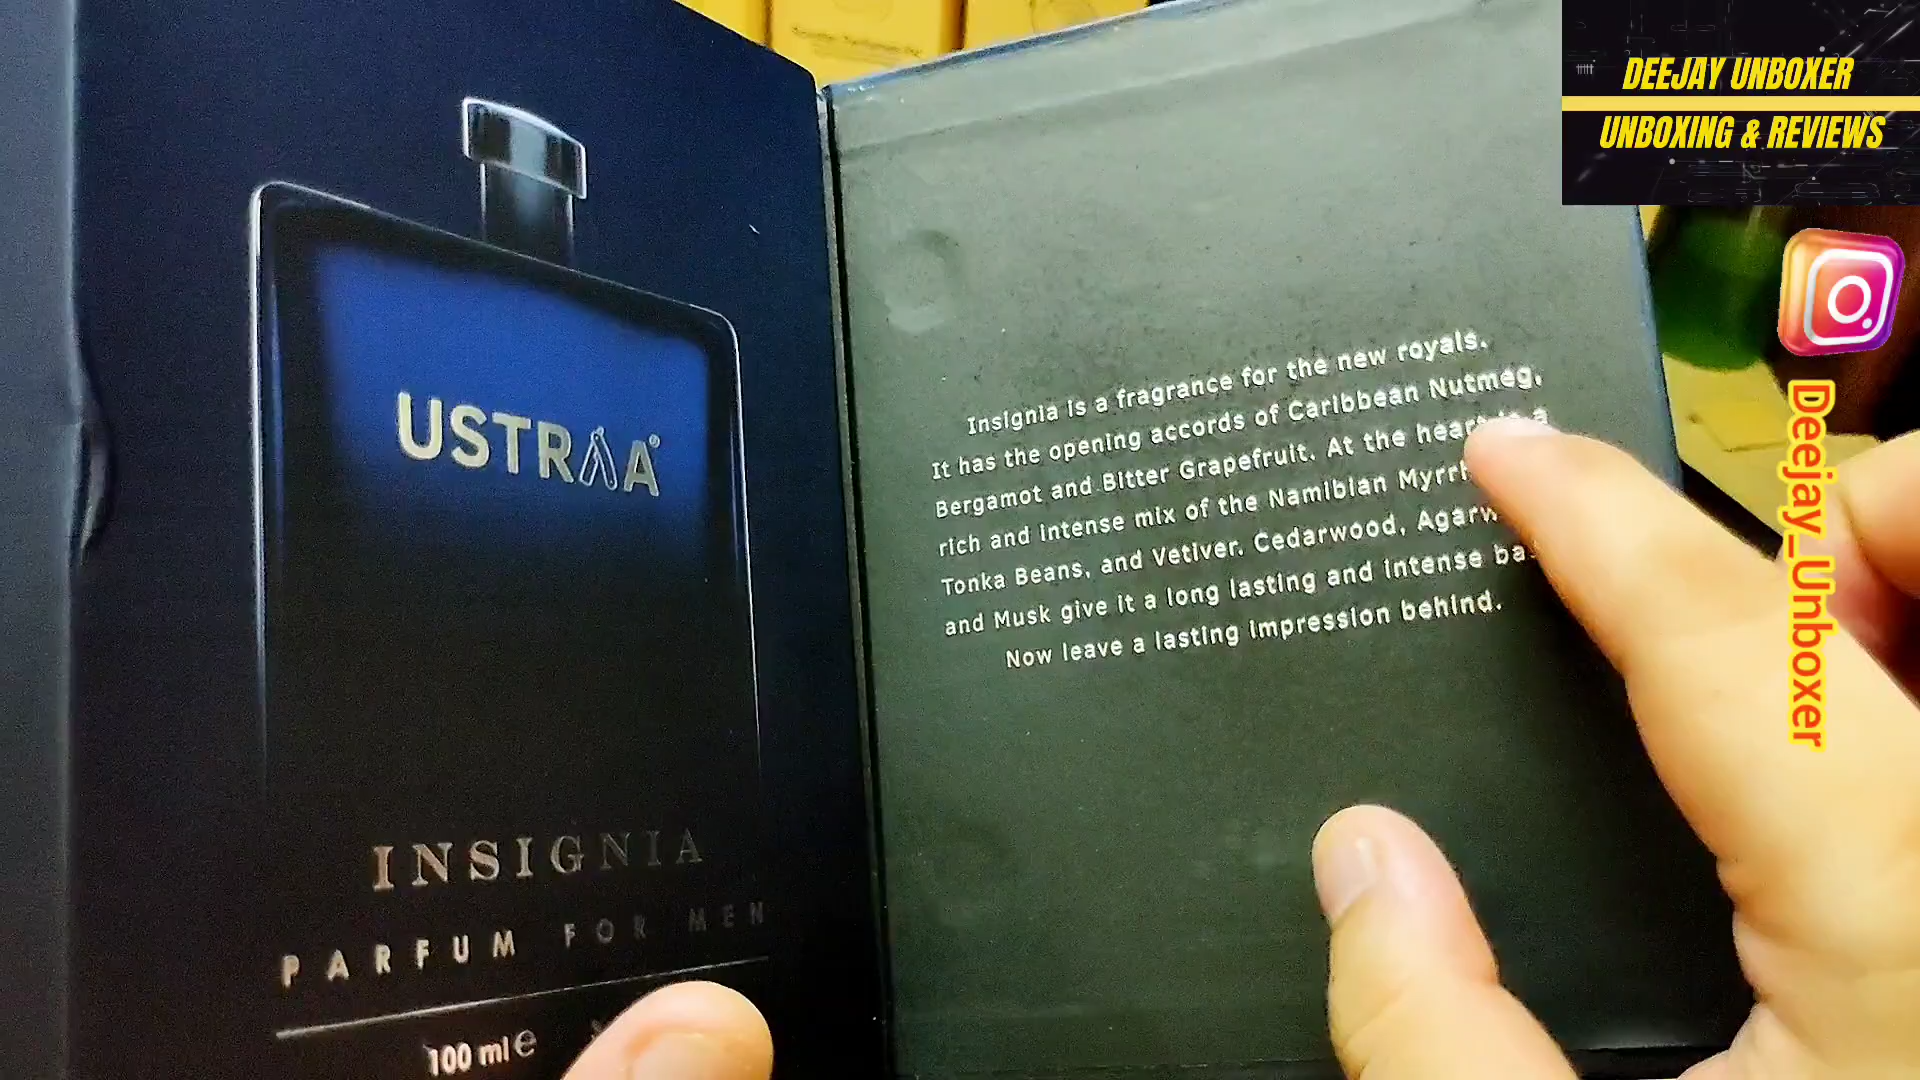 DEEJAY UNBOXER
UNBOXING & REVIEWS
Deejay_Unboxer
USTRAA®
INSIGNIA
PARFUM FOR MEN
100 ml e
Insignia is a fragrance for the new royals.
It has the opening accords of Caribbean Nutmeg,
Bergamot and Bitter Grapefruit. At the heart is a
rich and intense mix of the Namibian Myrrh
Tonka Beans, and Vetiver. Cedarwood,
and Musk give it a long lasting and intense
Now leave a lasting impression behind.